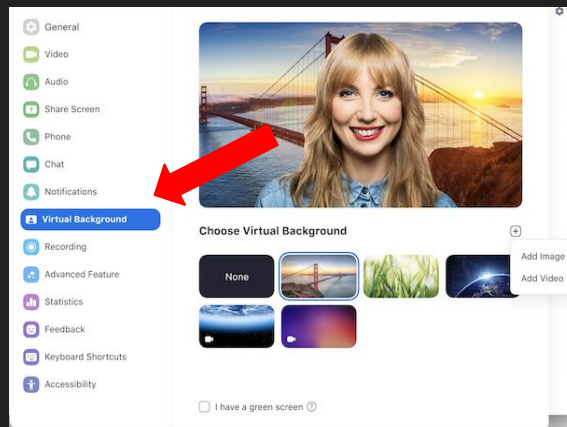 General
Video
Audio
Share Screen
Phone
Chat
Notifications
Virtual Background
Recording
Advanced Feature
Statistics
Feedback
Keyboard Shortcuts
Accessibility
Choose Virtual Background
Add Image
Add Video
None
I have a green screen ?